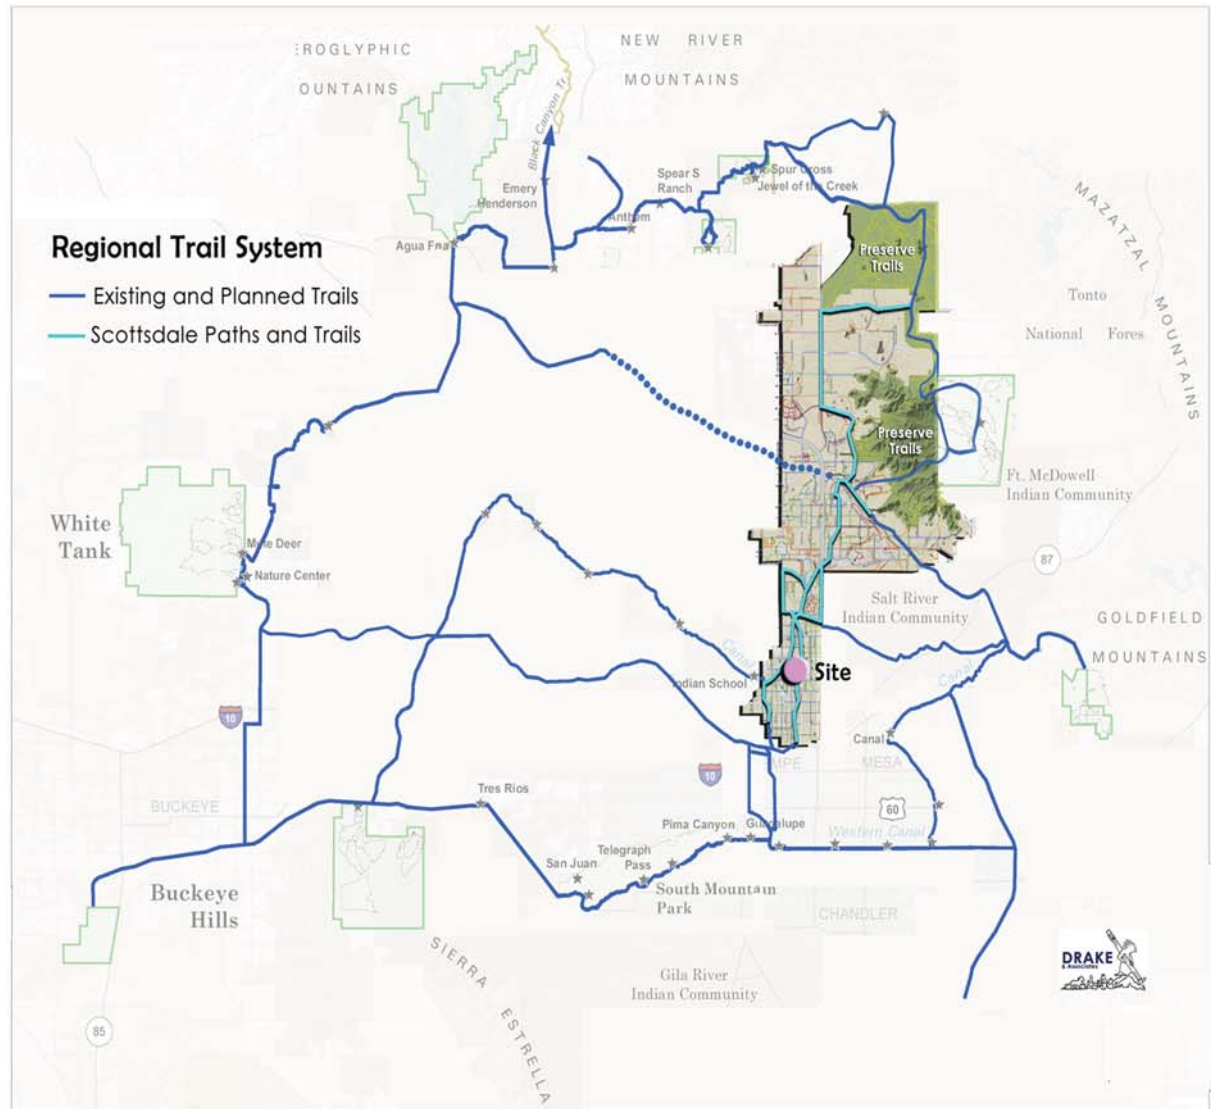 EROGLYPHIC
OUNTAINS
NEW RIVER
MOUNTAINS
Black Canyon Tr
Spear S
Ranch
Spur Cross
Jewel of the Creek
Emery
Henderson
Anthem
Agua Fria
MAZATZAL MOUNTAINS
Regional Trail System
Existing and Planned Trails
Scottsdale Paths and Trails
Preserve
Trails
Tonto
National Fores
Preserve
Trails
Ft. McDowell
Indian Community
White
Tank
Mule Deer
Nature Center
87
Salt River
Indian Community
GOLDFIELD
MOUNTAINS
Canal
Canal
Site
Indian School
10
Canal
MPE
MESA
10
BUCKEYE
Tres Rios
60
Pima Canyon
Guadalupe
Western Canal
Telegraph
Pass
San Juan
South Mountain
Park
Buckeye
Hills
CHANDLER
SIERRA ESTRELLA
DRAKE
& Associates
Gila River
Indian Community
85